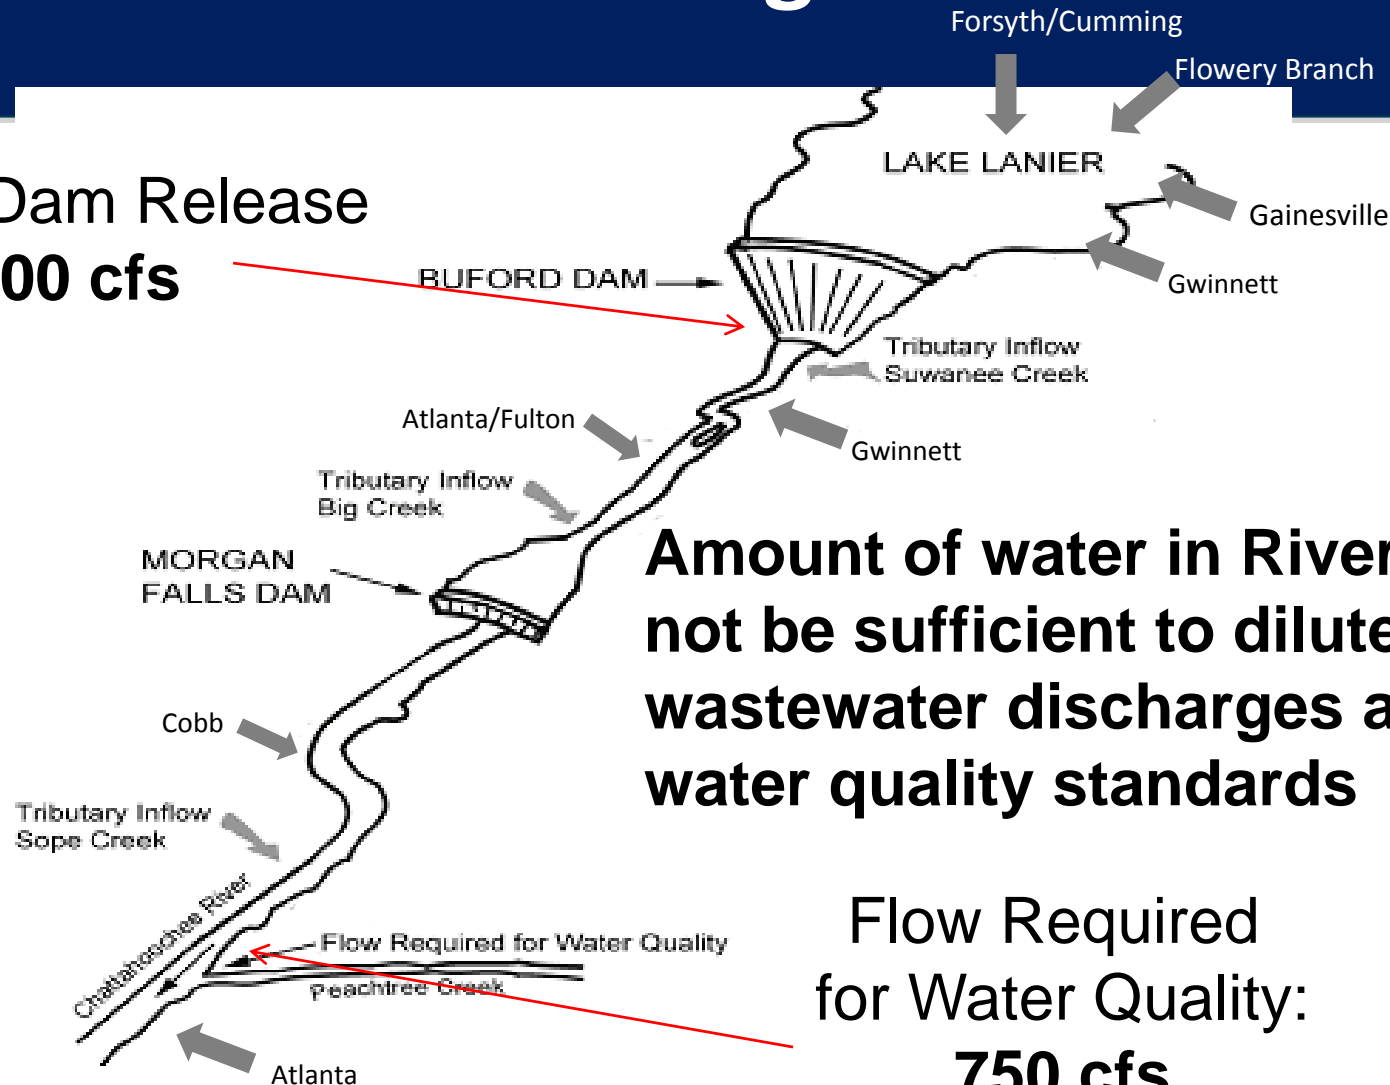 g
Forsyth/Cumming
Flowery Branch
LAKE LANIER
Dam Release
00 cfs
Gainesville
BUFORD DAM
Gwinnett
Tributary Inflow
Suwanee Creek
Atlanta/Fulton
Gwinnett
Tributary Inflow
Big Creek
MORGAN
FALLS DAM
Amount of water in River
not be sufficient to dilute
wastewater discharges a
water quality standards
Cobb
Tributary Inflow
Sope Creek
Chattahoochee River
Flow Required for Water Quality
Peachtree Creek
Flow Required
for Water Quality:
750 cfs
Atlanta